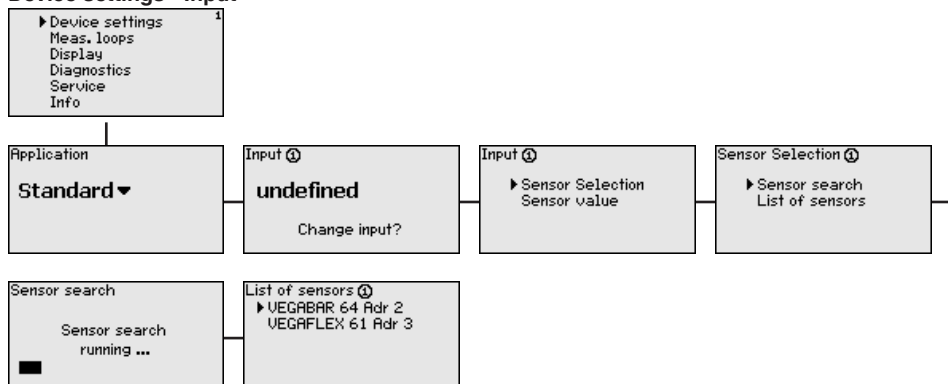 Device settings - Input
▶Device settings 1
Meas. loops
Display
Diagnostics
Service
Info
Application
Standard▼
Input ①
undefined
Change input?
Input ①
▶Sensor Selection
Sensor value
Sensor Selection ①
▶Sensor search
List of sensors
Sensor search
Sensor search
running ...
List of sensors ①
▶VEGABAR 64 Adr 2
VEGAFLEX 61 Adr 3